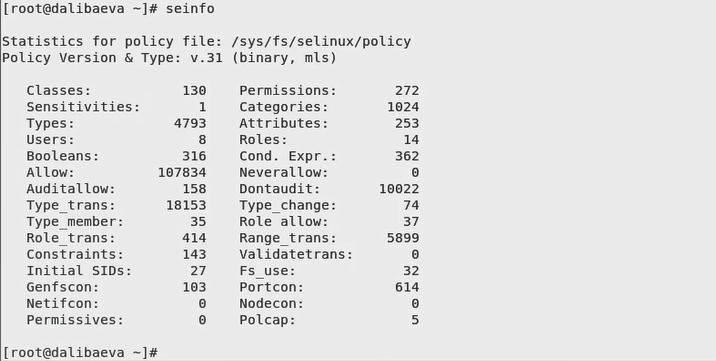 [root@dalibaeva ~]# seinfo
Statistics for policy file: /sys/fs/selinux/policy
Policy Version & Type: v.31 (binary, mls)
Classes: 130 Permissions: 272
Sensitivities: 1 Categories: 1024
Types: 4793 Attributes: 253
Users: 8 Roles: 14
Booleans: 316 Cond. Expr.: 362
Allow: 107834 Neverallow: 0
Auditallow: 158 Dontaudit: 10022
Type_trans: 18153 Type_change: 74
Type_member: 35 Role allow: 37
Role_trans: 414 Range_trans: 5899
Constraints: 143 Validatetrans: 0
Initial SIDs: 27 Fs_use: 32
Genfscon: 103 Portcon: 614
Netifcon: 0 Nodecon: 0
Permissives: 0 Polcap: 5
[root@dalibaeva ~]#